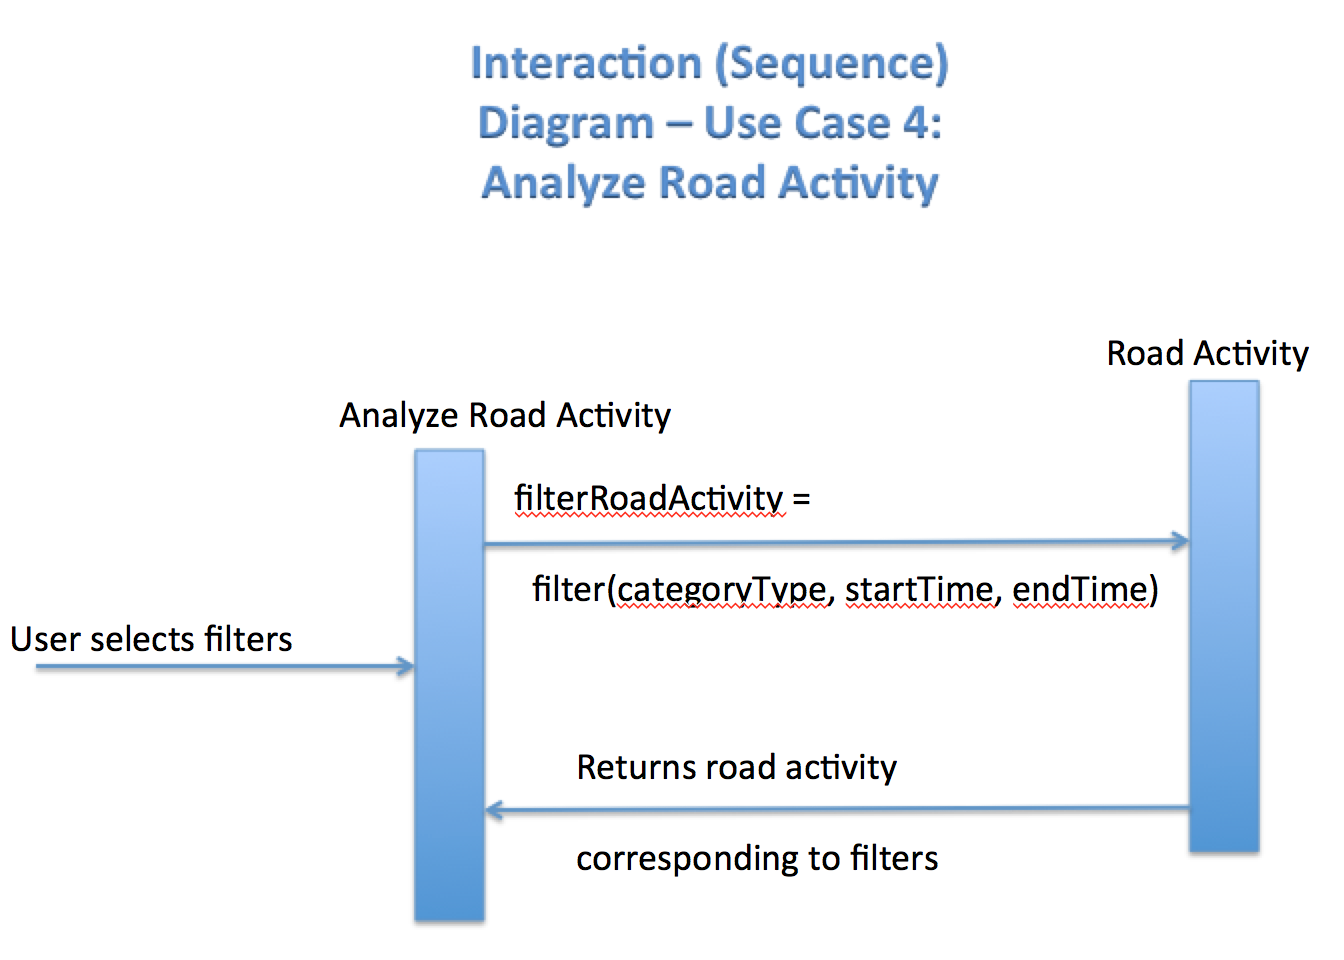 Interaction (Sequence)
Diagram – Use Case 4:
Analyze Road Activity
Road Activity
Analyze Road Activity
filterRoadActivity =
filter(categoryType, startTime, endTime)
User selects filters
Returns road activity
corresponding to filters